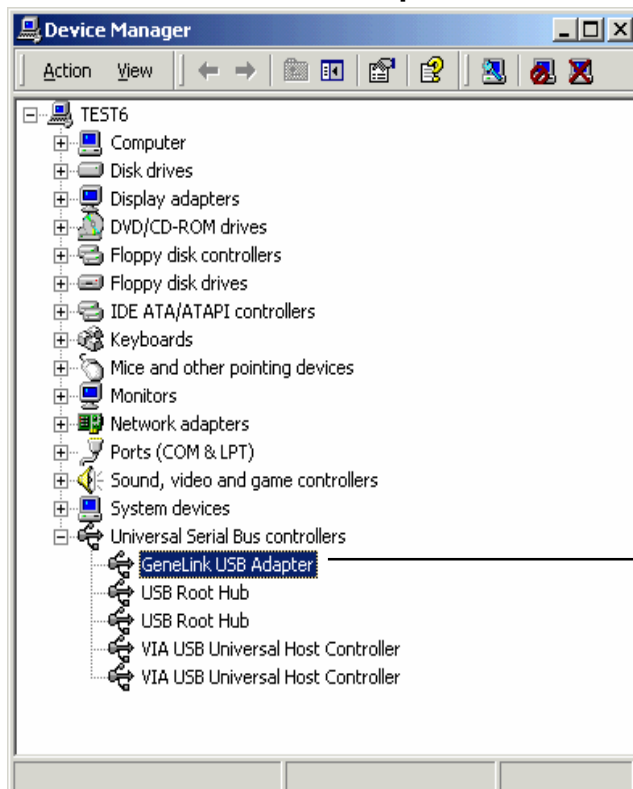 Device Manager
Action View
TEST6
Computer
Disk drives
Display adapters
DVD/CD-ROM drives
Floppy disk controllers
Floppy disk drives
IDE ATA/ATAPI controllers
Keyboards
Mice and other pointing devices
Monitors
Network adapters
Ports (COM & LPT)
Sound, video and game controllers
System devices
Universal Serial Bus controllers
GeneLink USB Adapter
USB Root Hub
USB Root Hub
VIA USB Universal Host Controller
VIA USB Universal Host Controller